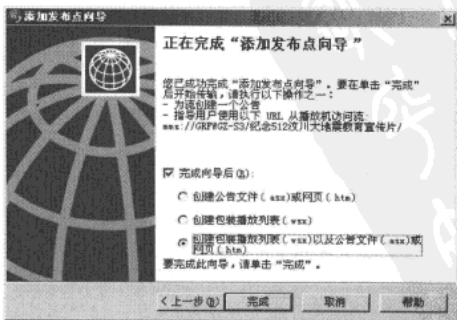 添加发布点向导
正在完成“添加发布点向导”
您已成功完成“添加发布点向导”。要在单击“完成”
后开始传输，请执行以下操作之一：
- 为流创建一个公告
- 指导用户使用以下 URL 从播放机访问流:
mms://GRFWGZ-S3/纪念512汶川大地震教育宣传片/
完成向导后(A):
创建公告文件(asx)或网页(htm)
创建包装播放列表(wsx)
创建包装播放列表(wsx)以及公告文件(asx)或
网页(htm)
要完成此向导，请单击“完成”。
<上一步(B) 完成 取消 帮助